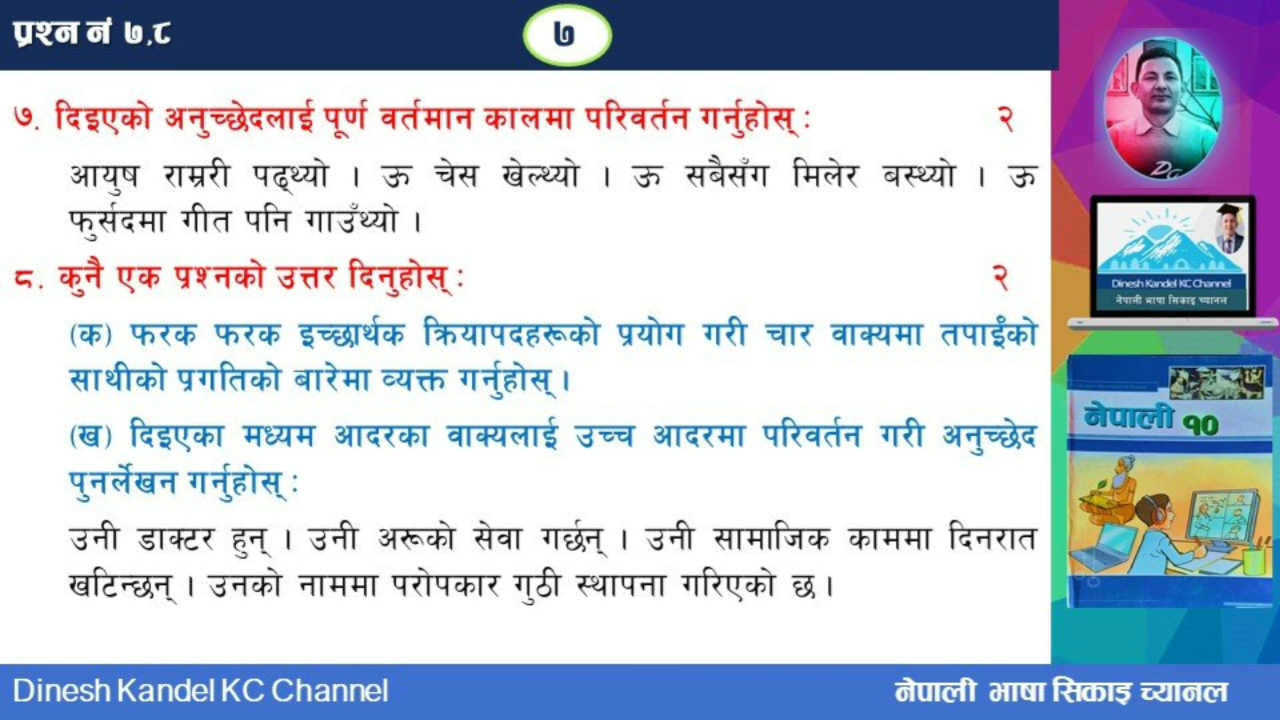 प्रश्न नं ७,८
७
७. दिइएको अनुच्छेदलाई पूर्ण वर्तमान कालमा परिवर्तन गर्नुहोस् : २
आयुष राम्ररी पढ्थ्यो । ऊ चेस खेल्थ्यो । ऊ सबैसँग मिलेर बस्थ्यो । ऊ
फुर्सदमा गीत पनि गाउँथ्यो ।
८. कुनै एक प्रश्नको उत्तर दिनुहोस् : २
(क) फरक फरक इच्छार्थक क्रियापदहरूको प्रयोग गरी चार वाक्यमा तपाईंको
साथीको प्रगतिको बारेमा व्यक्त गर्नुहोस् ।
(ख) दिइएका मध्यम आदरका वाक्यलाई उच्च आदरमा परिवर्तन गरी अनुच्छेद
पुनर्लेखन गर्नुहोस् :
उनी डाक्टर हुन् । उनी अरूको सेवा गर्छन् । उनी सामाजिक काममा दिनरात
खटिन्छन् । उनको नाममा परोपकार गुठी स्थापना गरिएको छ ।
Dinesh Kandel KC Channel
नेपाली भाषा सिकाइ च्यानल
नेपाली १०
Dinesh Kandel KC Channel
नेपाली भाषा सिकाइ च्यानल